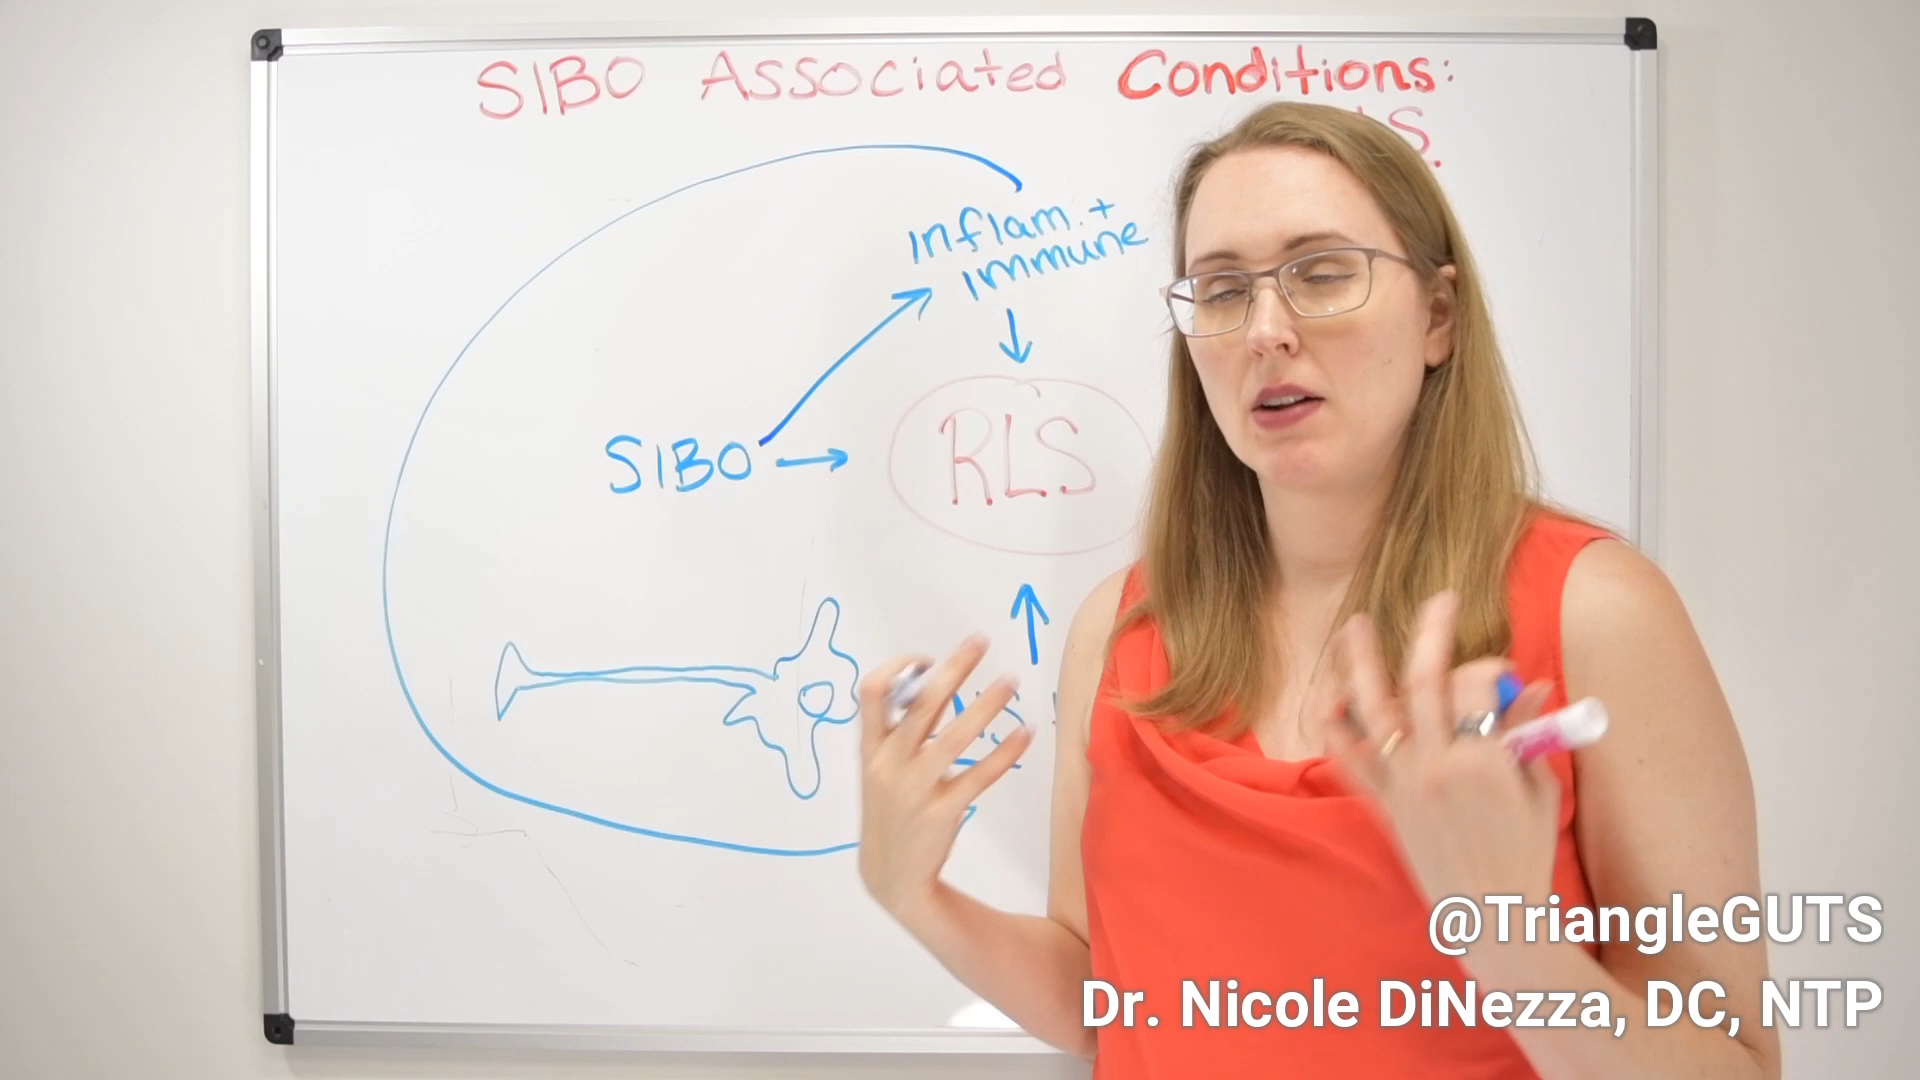 SIBO Associated Conditions:
Inflam. +
immune
SIBO
RLS
@TriangleGUTS
Dr. Nicole DiNezza, DC, NTP